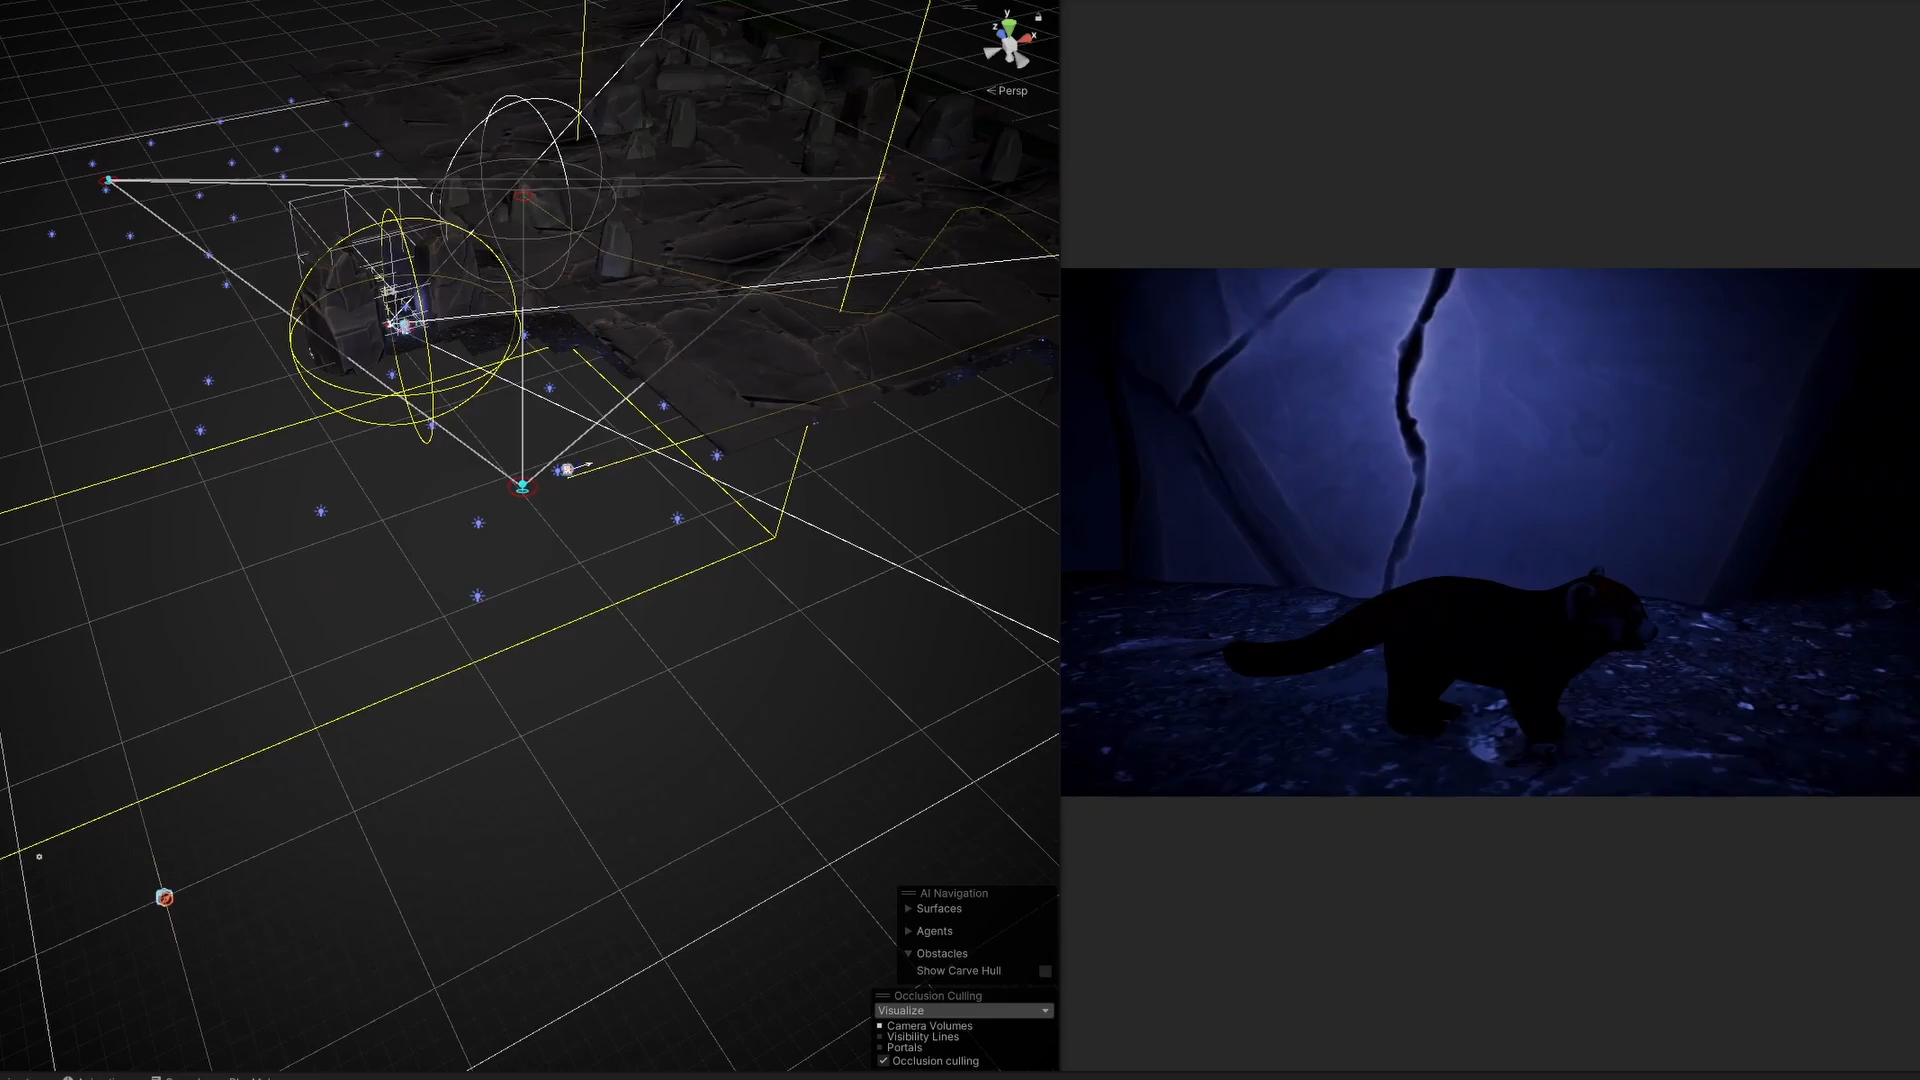 y
z
x
Persp
AI Navigation
Surfaces
Agents
Obstacles
Show Carve Hull
Occlusion Culling
Visualize
Camera Volumes
Visibility Lines
Portals
Occlusion culling